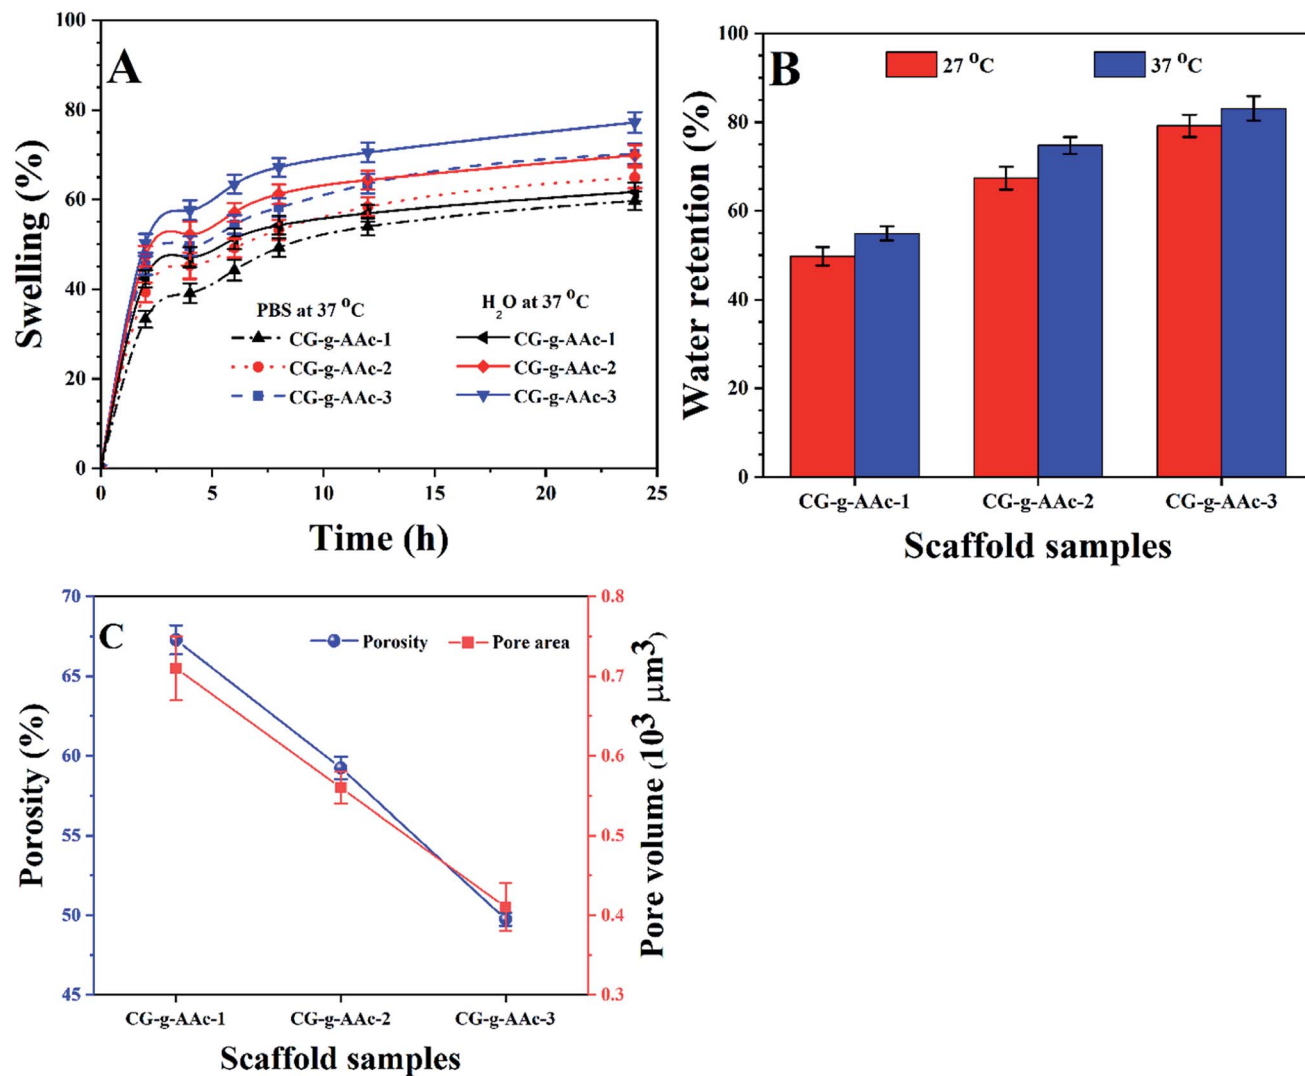 A
100
80
60
40
20
0
Swelling (%)
PBS at 37 °C
CG-g-AAc-1
CG-g-AAc-2
CG-g-AAc-3
H2O at 37 °C
CG-g-AAc-1
CG-g-AAc-2
CG-g-AAc-3
0 5 10 15 20 25
Time (h)
B
100
80
60
40
20
0
Water retention (%)
27 °C
37 °C
CG-g-AAc-1 CG-g-AAc-2 CG-g-AAc-3
Scaffold samples
C
70
65
60
55
50
45
Porosity (%)
Porosity
Pore area
0.8
0.7
0.6
0.5
0.4
0.3
Pore volume (10³ µm³)
CG-g-AAc-1 CG-g-AAc-2 CG-g-AAc-3
Scaffold samples